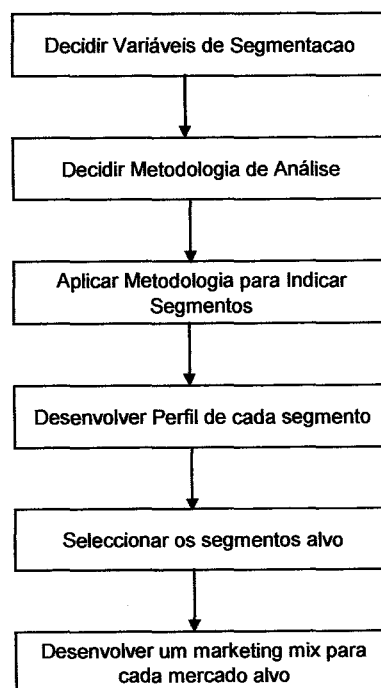 Decidir Variáveis de Segmentacao
Decidir Metodologia de Análise
Aplicar Metodologia para Indicar
Segmentos
Desenvolver Perfil de cada segmento
Seleccionar os segmentos alvo
Desenvolver um marketing mix para
cada mercado alvo